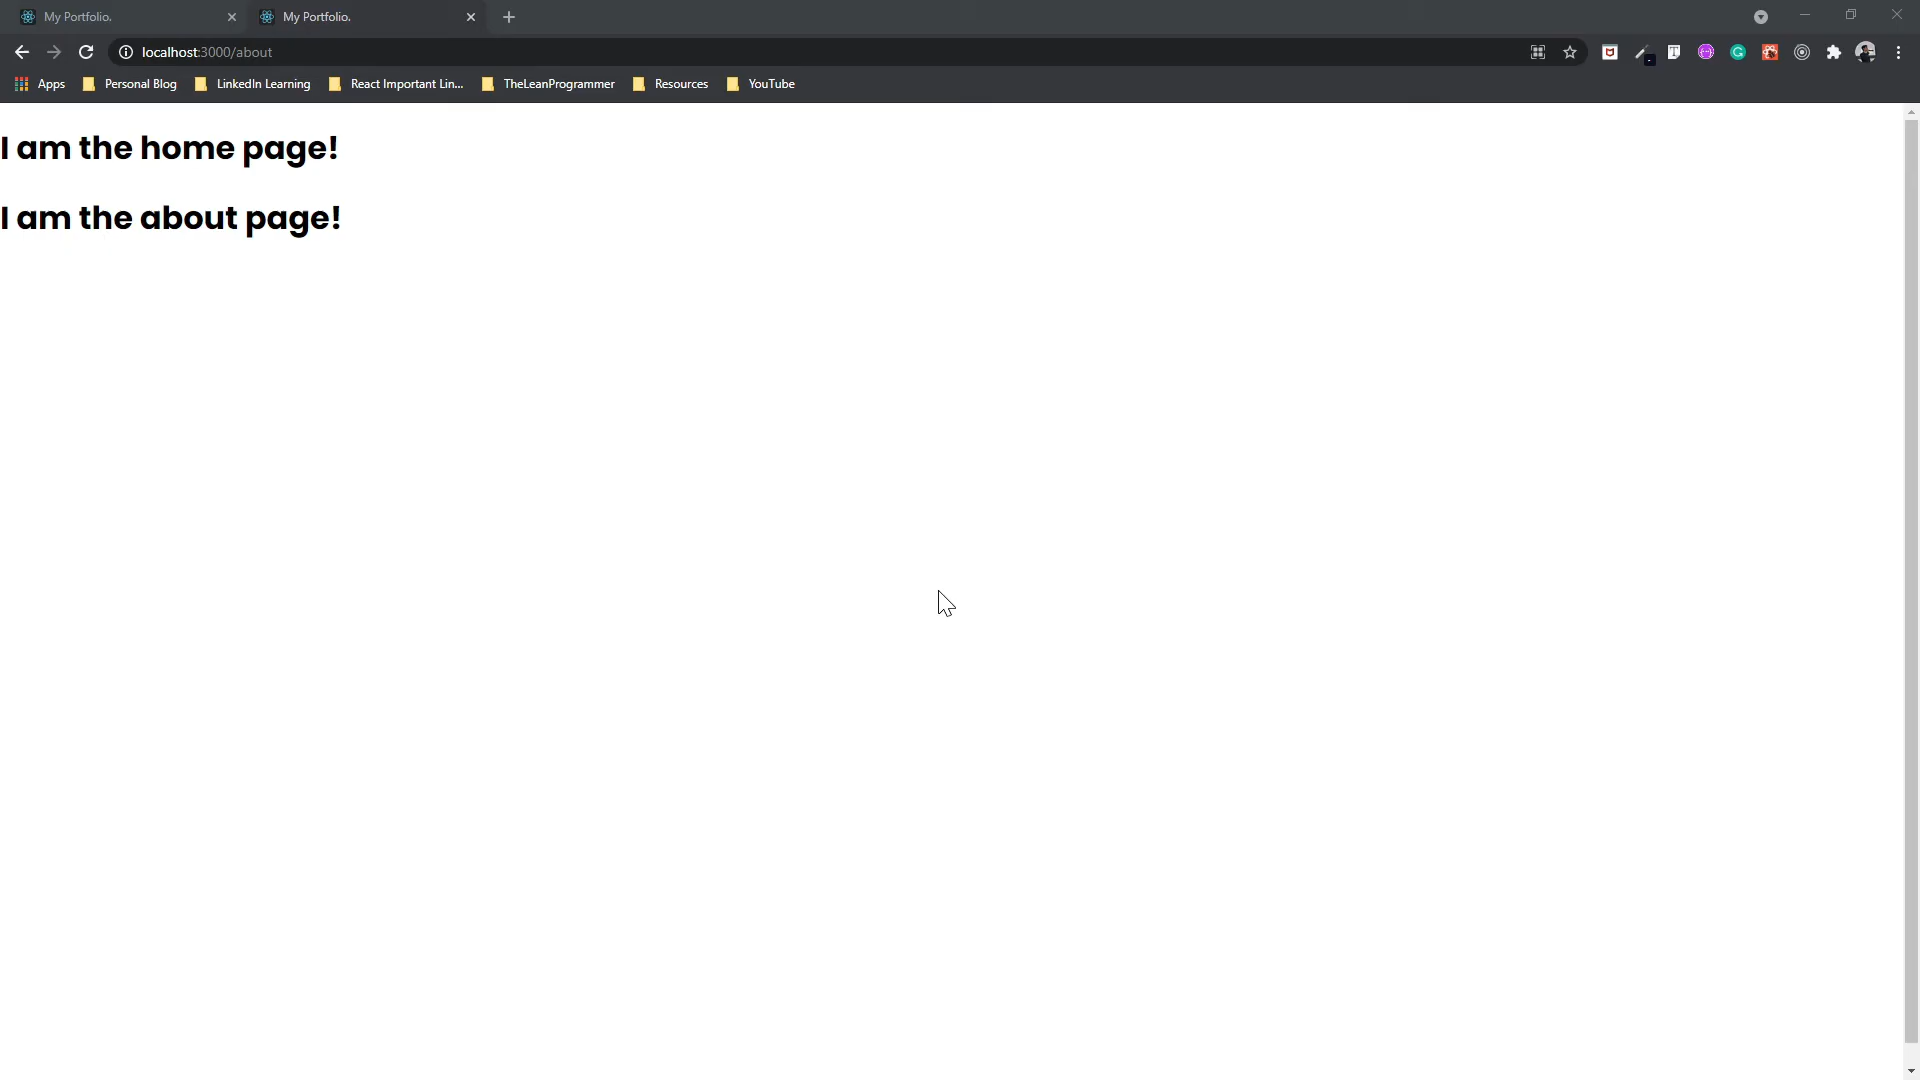 My Portfolio. My Portfolio.
localhost:3000/about
Apps Personal Blog LinkedIn Learning React Important Lin... TheLeanProgrammer Resources YouTube
I am the home page!
I am the about page!